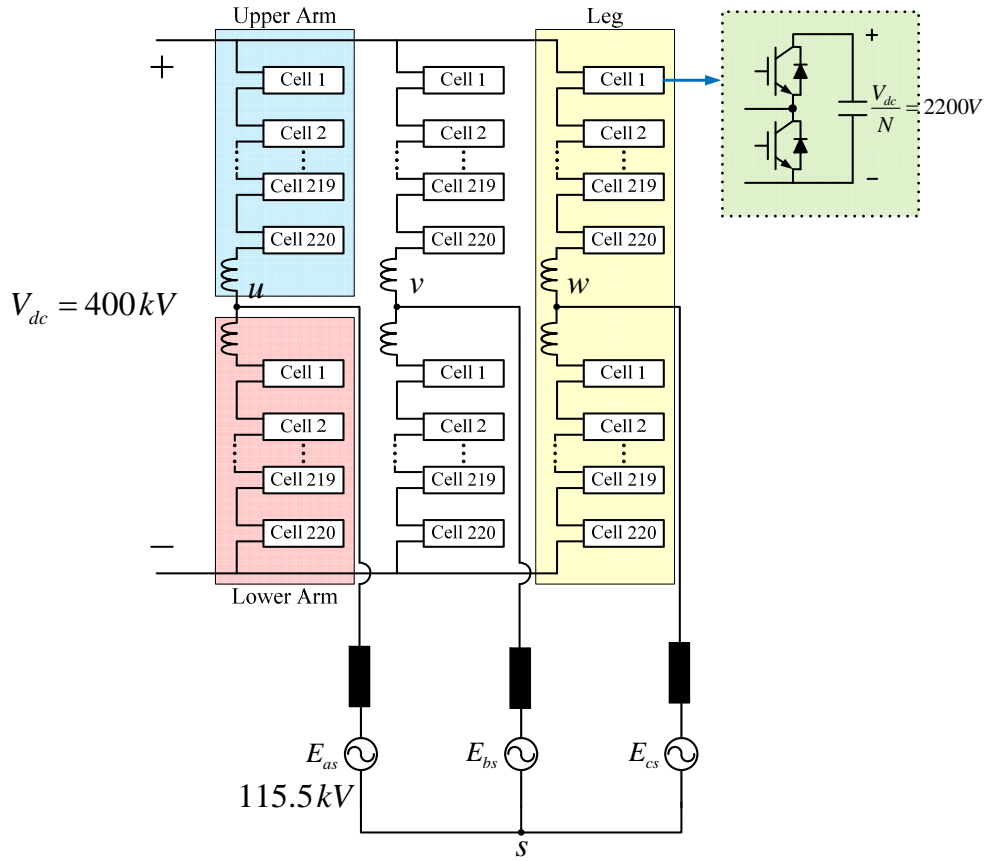 Upper Arm
Leg
+
Cell 1
Cell 1
Cell 1
+
V_dc / N = 2200V
−
Cell 2
Cell 2
Cell 2
Cell 219
Cell 219
Cell 219
Cell 220
Cell 220
Cell 220
u
v
w
V_dc = 400 kV
Cell 1
Cell 1
Cell 1
Cell 2
Cell 2
Cell 2
Cell 219
Cell 219
Cell 219
Cell 220
Cell 220
Cell 220
−
Lower Arm
E_as
E_bs
E_cs
115.5 kV
s